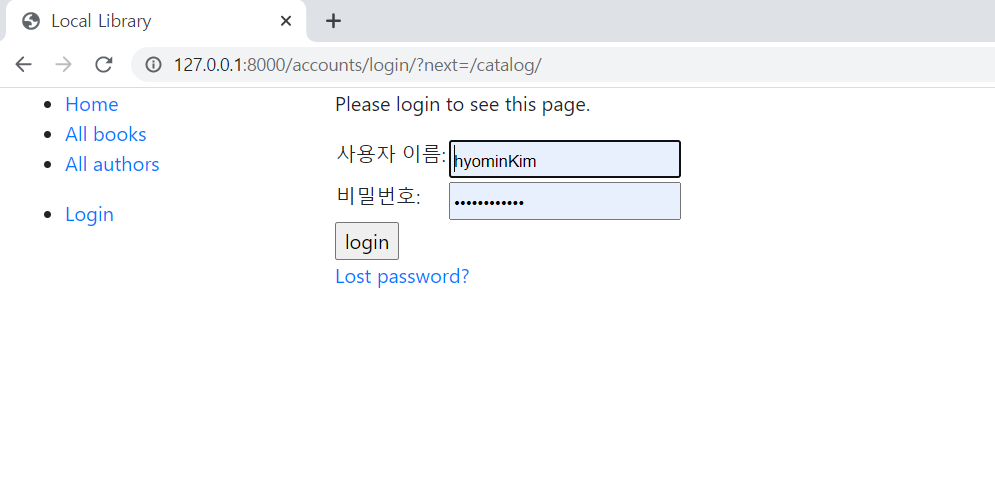 Local Library
127.0.0.1:8000/accounts/login/?next=/catalog/
Home
All books
All authors
Login
Please login to see this page.
사용자 이름: hyominKim
비밀번호: ••••••••••••
login
Lost password?